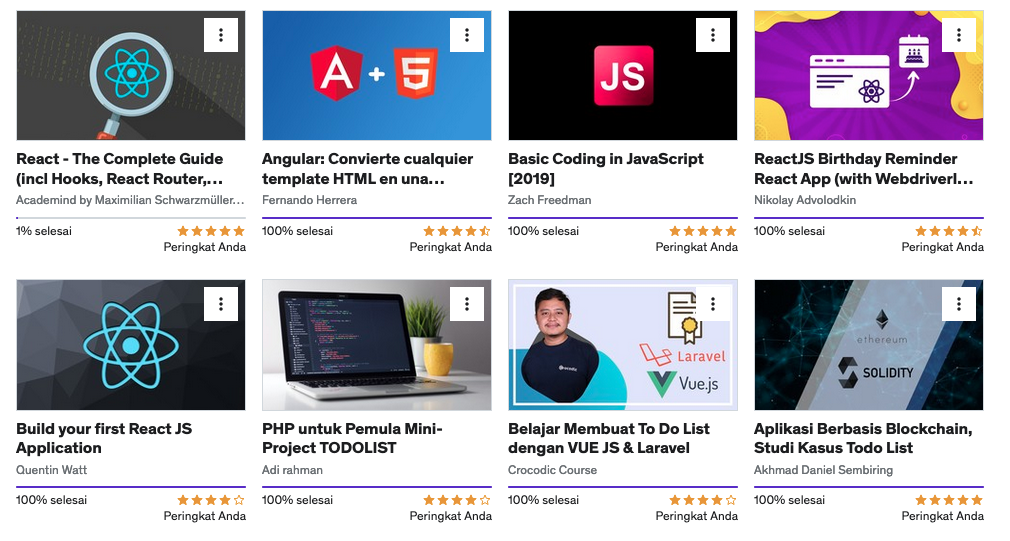 A + 5
JS
React - The Complete Guide
(incl Hooks, React Router,...
Academind by Maximilian Schwarzmüller...
1% selesai
Peringkat Anda
Angular: Convierte cualquier
template HTML en una...
Fernando Herrera
100% selesai
Peringkat Anda
Basic Coding in JavaScript
[2019]
Zach Freedman
100% selesai
Peringkat Anda
ReactJS Birthday Reminder
React App (with Webdriverl...
Nikolay Advolodkin
100% selesai
Peringkat Anda
Laravel
Vue.js
ethereum
SOLIDITY
Build your first React JS
Application
Quentin Watt
100% selesai
Peringkat Anda
PHP untuk Pemula Mini-
Project TODOLIST
Adi rahman
100% selesai
Peringkat Anda
Belajar Membuat To Do List
dengan VUE JS & Laravel
Crocodic Course
100% selesai
Peringkat Anda
Aplikasi Berbasis Blockchain,
Studi Kasus Todo List
Akhmad Daniel Sembiring
100% selesai
Peringkat Anda